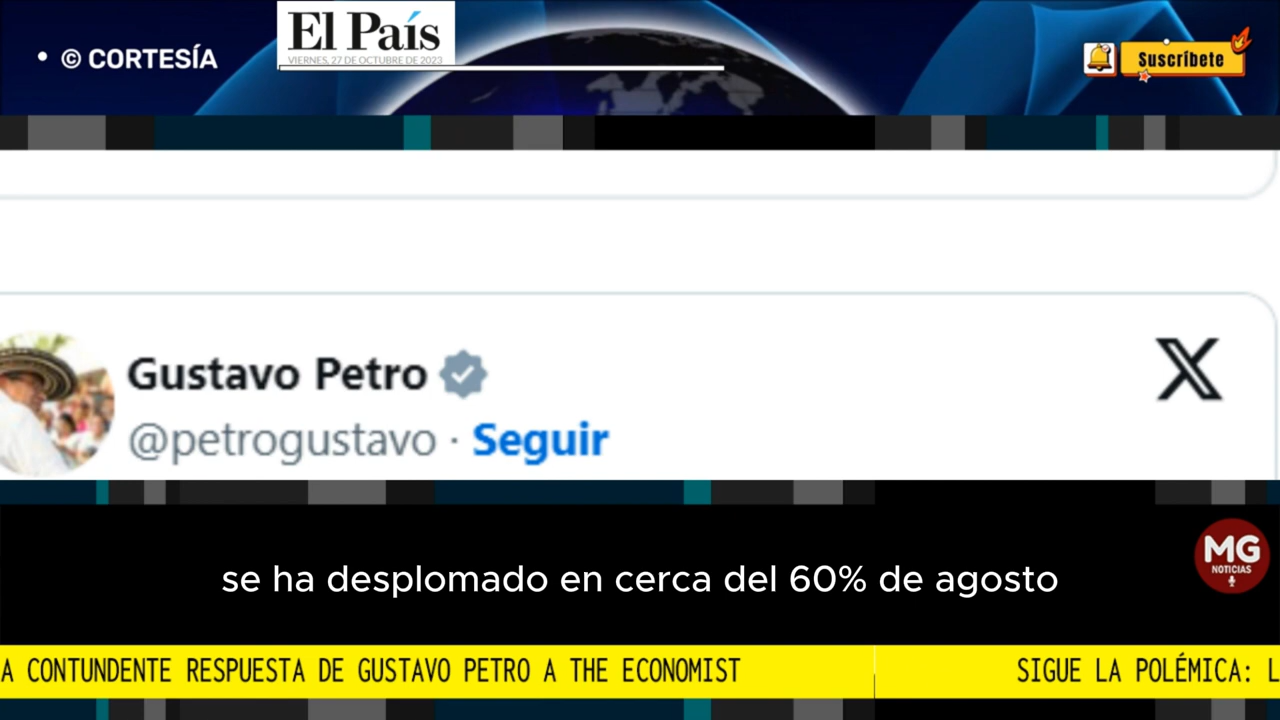 • © CORTESÍA
El País
VIERNES, 27 DE OCTUBRE DE 2023
Suscríbete
Gustavo Petro
@petrogustavo · Seguir
se ha desplomado en cerca del 60% de agosto
MG
NOTICIAS
A CONTUNDENTE RESPUESTA DE GUSTAVO PETRO A THE ECONOMIST
SIGUE LA POLÉMICA: L